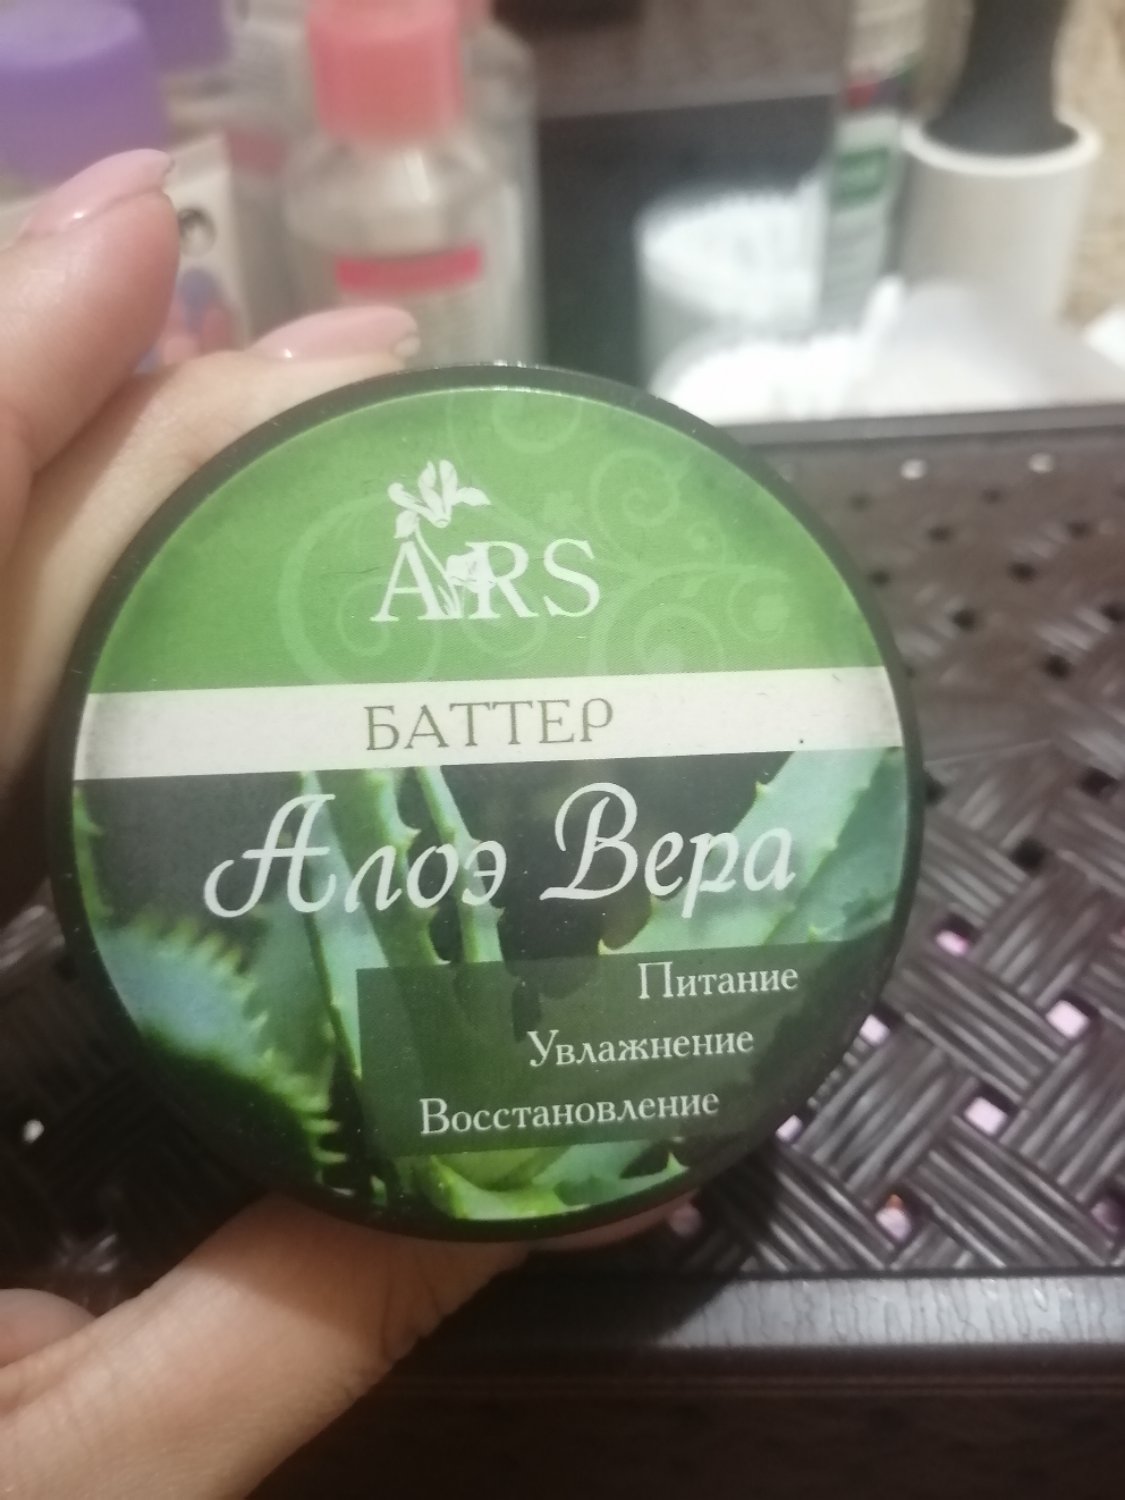 ARS
БАТТЕР
Алоэ Вера
Питание
Увлажнение
Восстановление